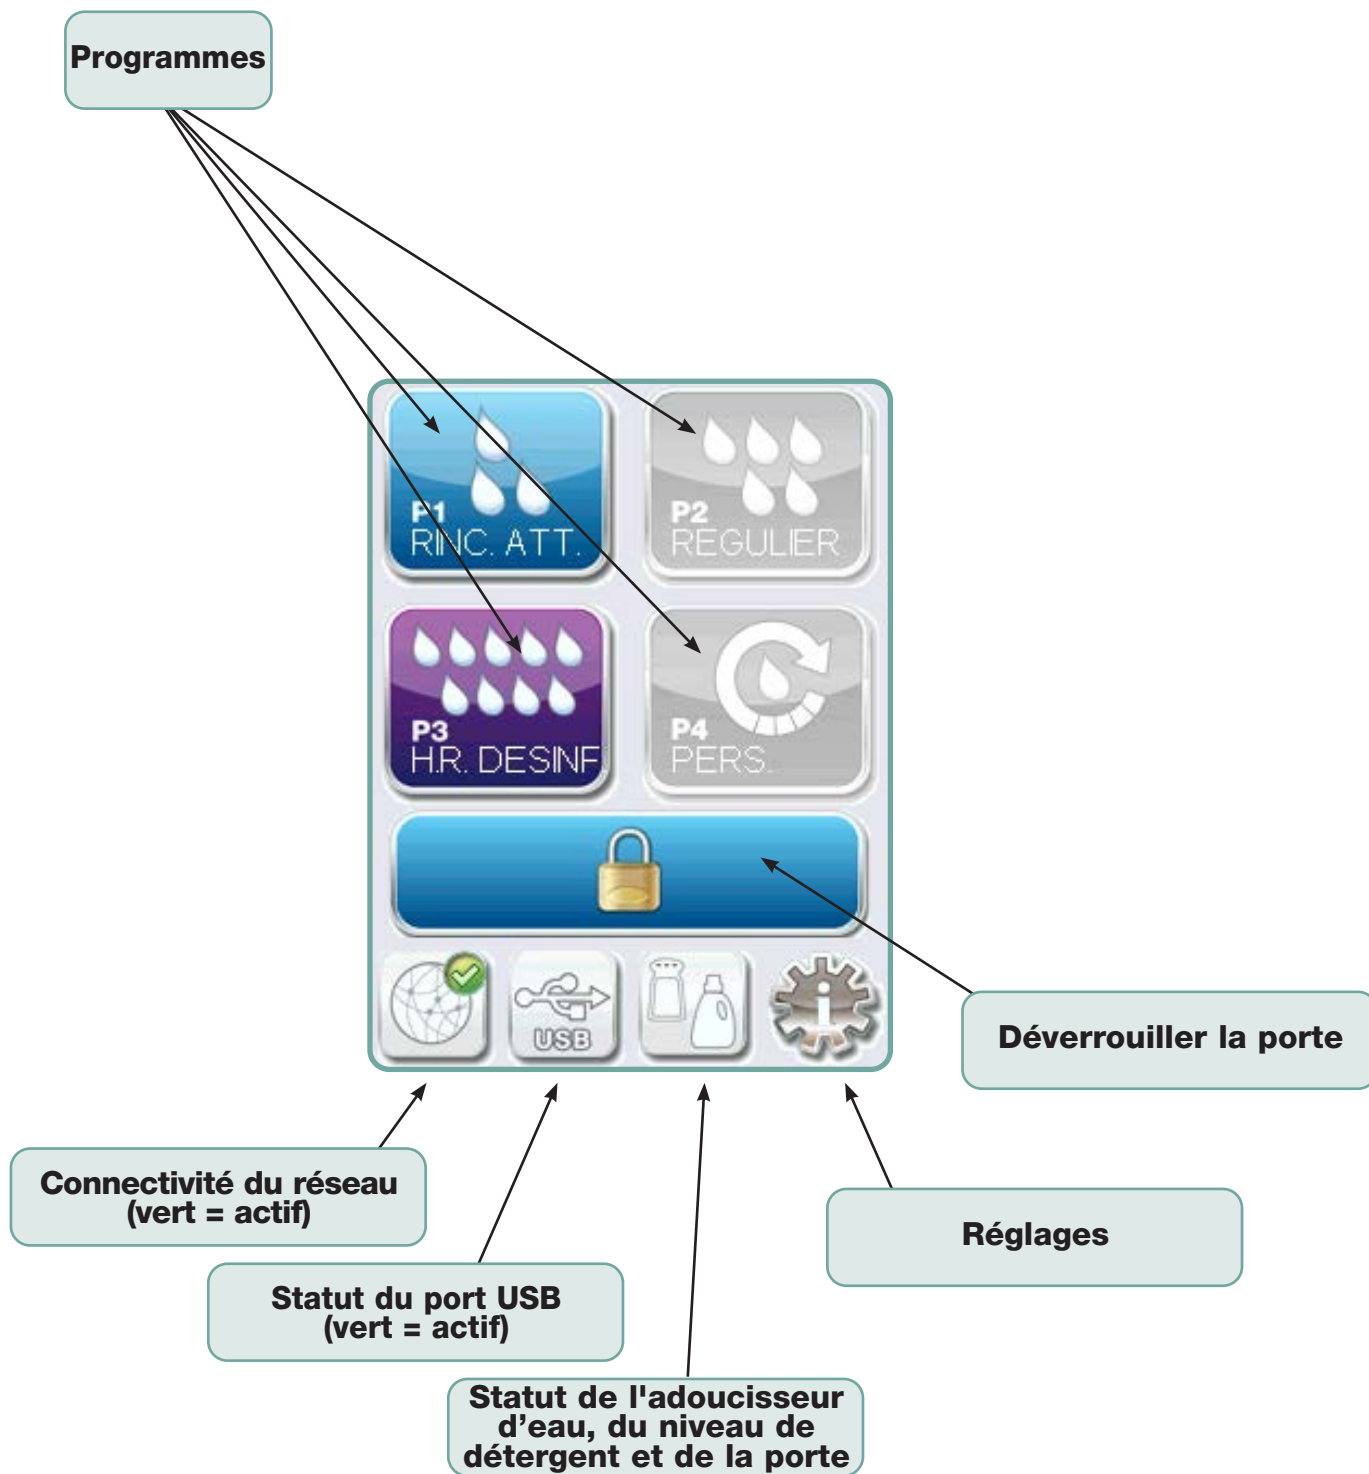 Programmes
P1
RINC. ATT.
P2
REGULIER
P3
H.R. DESINF
P4
PERS.
USB
i
Déverrouiller la porte
Connectivité du réseau
(vert = actif)
Réglages
Statut du port USB
(vert = actif)
Statut de l'adoucisseur
d’eau, du niveau de
détergent et de la porte